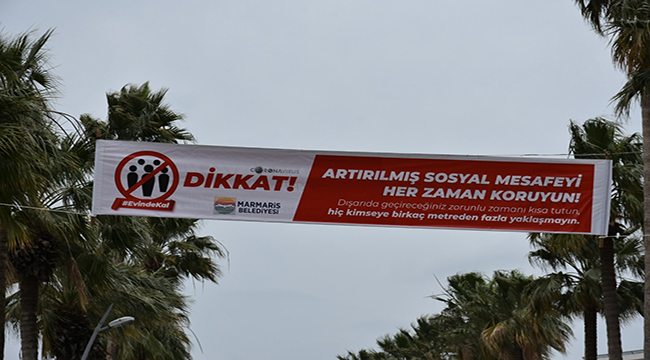 CORONAVIRUS
DİKKAT!
#EvindeKal
MARMARİS
BELEDİYESİ
ARTIRILMIŞ SOSYAL MESAFEYİ
HER ZAMAN KORUYUN!
Dışarıda geçireceğiniz zorunlu zamanı kısa tutun,
hiç kimseye birkaç metreden fazla yaklaşmayın.